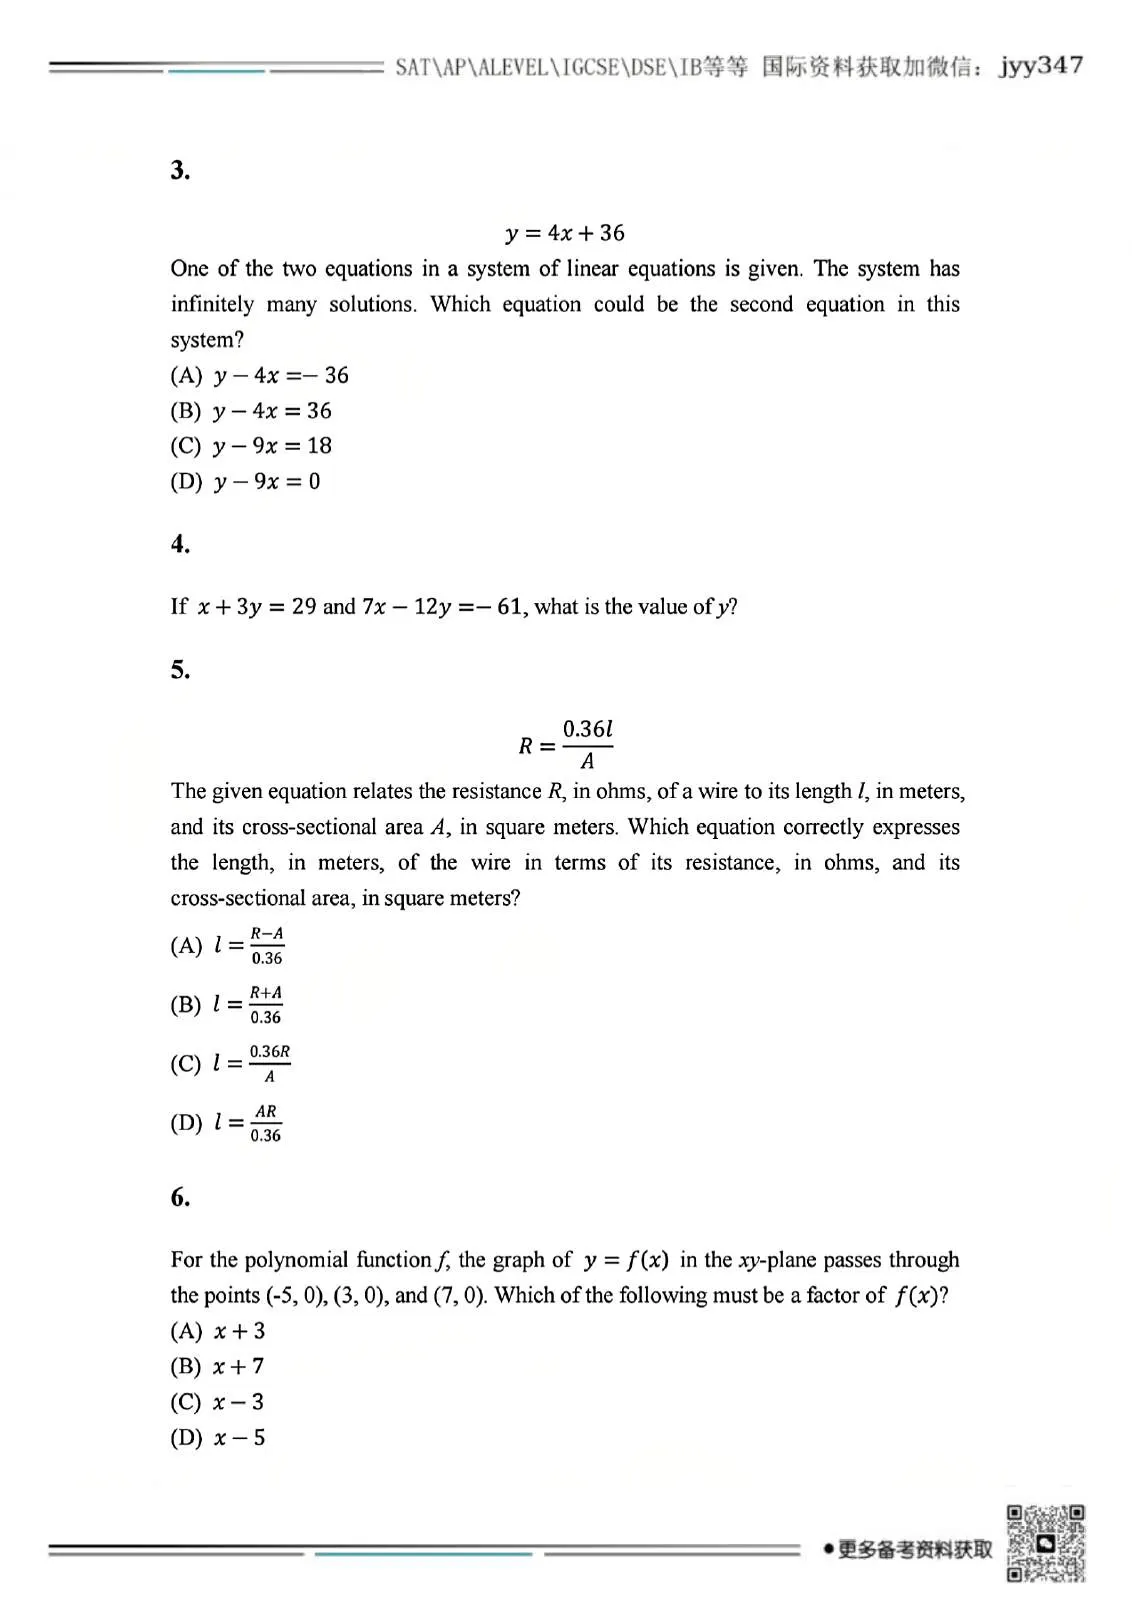 SAT\AP\ALEVEL\IGCSE\DSE\IB等等 国际资料获取加微信：jyy347
3.
y = 4x + 36
One of the two equations in a system of linear equations is given. The system has
infinitely many solutions. Which equation could be the second equation in this
system?
(A) y − 4x =− 36
(B) y − 4x = 36
(C) y − 9x = 18
(D) y − 9x = 0
4.
If x + 3y = 29 and 7x − 12y =− 61, what is the value of y?
5.
R = 0.36l / A
The given equation relates the resistance R, in ohms, of a wire to its length l, in meters,
and its cross-sectional area A, in square meters. Which equation correctly expresses
the length, in meters, of the wire in terms of its resistance, in ohms, and its
cross-sectional area, in square meters?
(A) l = R−A / 0.36
(B) l = R+A / 0.36
(C) l = 0.36R / A
(D) l = AR / 0.36
6.
For the polynomial function f, the graph of y = f(x) in the xy-plane passes through
the points (-5, 0), (3, 0), and (7, 0). Which of the following must be a factor of f(x)?
(A) x + 3
(B) x + 7
(C) x − 3
(D) x − 5
●更多备考资料获取